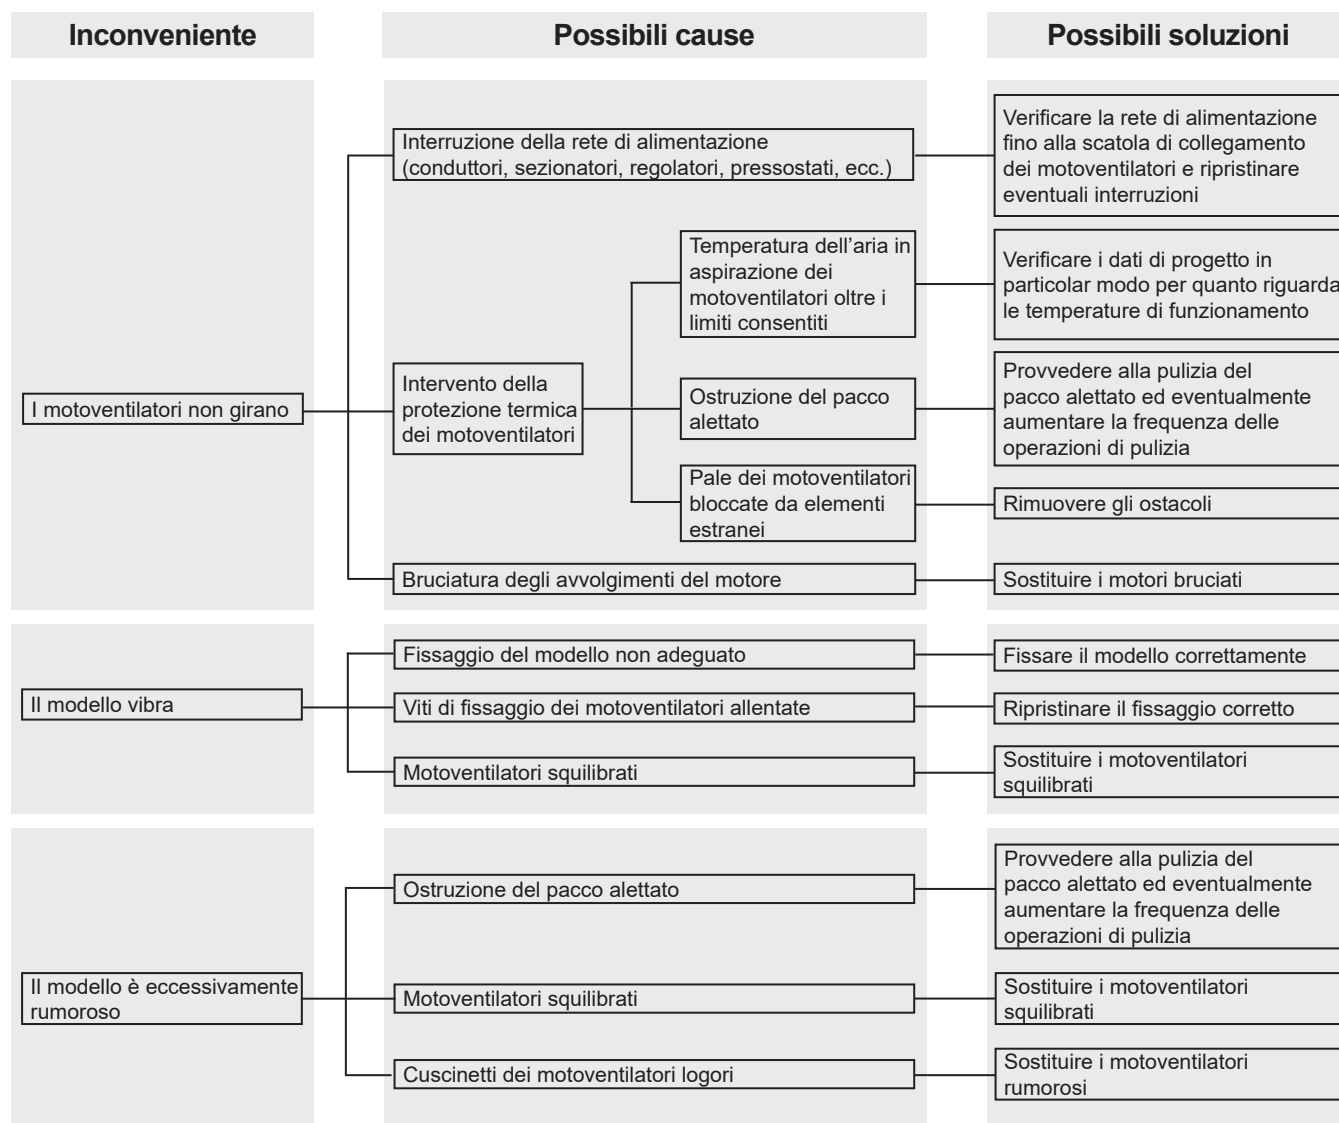 Inconveniente
Possibili cause
Possibili soluzioni
I motoventilatori non girano
Interruzione della rete di alimentazione
(conduttori, sezionatori, regolatori, pressostati, ecc.)
Verificare la rete di alimentazione
fino alla scatola di collegamento
dei motoventilatori e ripristinare
eventuali interruzioni
Intervento della
protezione termica
dei motoventilatori
Temperatura dell’aria in
aspirazione dei
motoventilatori oltre i
limiti consentiti
Verificare i dati di progetto in
particolar modo per quanto riguarda
le temperature di funzionamento
Ostruzione del pacco
alettato
Provvedere alla pulizia del
pacco alettato ed eventualmente
aumentare la frequenza delle
operazioni di pulizia
Pale dei motoventilatori
bloccate da elementi
estranei
Rimuovere gli ostacoli
Bruciatura degli avvolgimenti del motore
Sostituire i motori bruciati
Il modello vibra
Fissaggio del modello non adeguato
Fissare il modello correttamente
Viti di fissaggio dei motoventilatori allentate
Ripristinare il fissaggio corretto
Motoventilatori squilibrati
Sostituire i motoventilatori
squilibrati
Il modello è eccessivamente
rumoroso
Ostruzione del pacco alettato
Provvedere alla pulizia del
pacco alettato ed eventualmente
aumentare la frequenza delle
operazioni di pulizia
Motoventilatori squilibrati
Sostituire i motoventilatori
squilibrati
Cuscinetti dei motoventilatori logori
Sostituire i motoventilatori
rumorosi